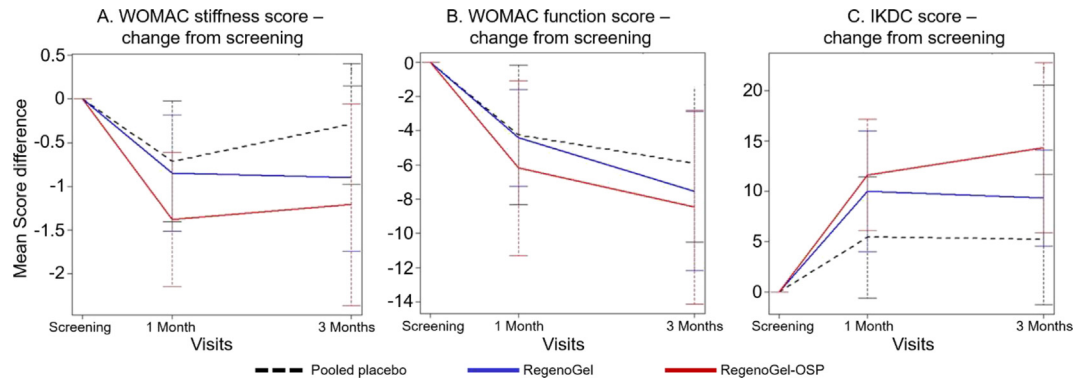 A. WOMAC stiffness score –
change from screening
B. WOMAC function score –
change from screening
C. IKDC score –
change from screening
Mean Score difference
0.5
0
-0.5
-1
-1.5
-2
Screening 1 Month 3 Months
Visits
0
-2
-4
-6
-8
-10
-12
-14
Screening 1 Month 3 Months
Visits
20
15
10
5
0
Screening 1 Month 3 Months
Visits
Pooled placebo RegenoGel RegenoGel-OSP